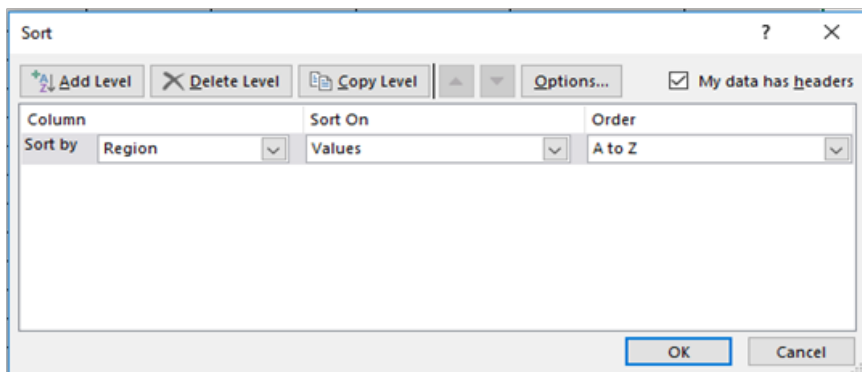 Sort ?
Add Level Delete Level Copy Level Options... My data has headers
Column Sort On Order
Sort by Region Values A to Z
OK Cancel